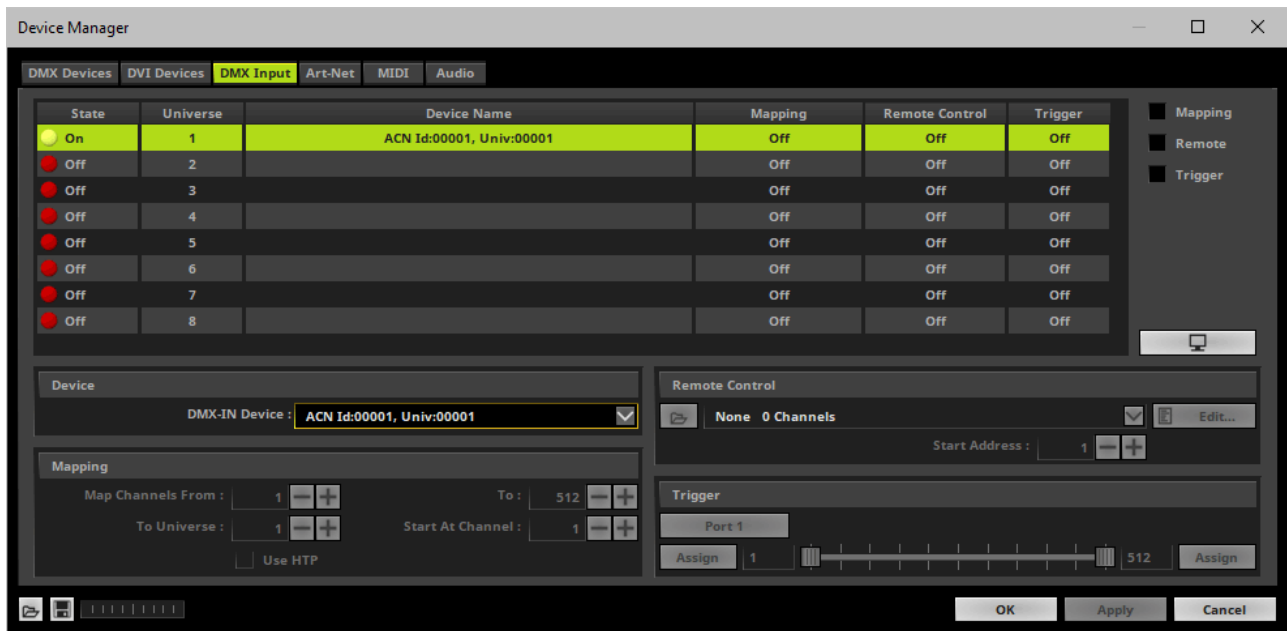 Device Manager
DMX Devices DVI Devices DMX Input Art-Net MIDI Audio
State Universe Device Name Mapping Remote Control Trigger
On 1 ACN Id:00001, Univ:00001 Off Off Off
Off 2 Off Off Off
Off 3 Off Off Off
Off 4 Off Off Off
Off 5 Off Off Off
Off 6 Off Off Off
Off 7 Off Off Off
Off 8 Off Off Off
Mapping
Remote
Trigger
Device
DMX-IN Device : ACN Id:00001, Univ:00001
Mapping
Map Channels From : 1 To : 512
To Universe : 1 Start At Channel : 1
Use HTP
Remote Control
None 0 Channels Edit...
Start Address : 1
Trigger
Port 1
Assign 1 512 Assign
OK Apply Cancel